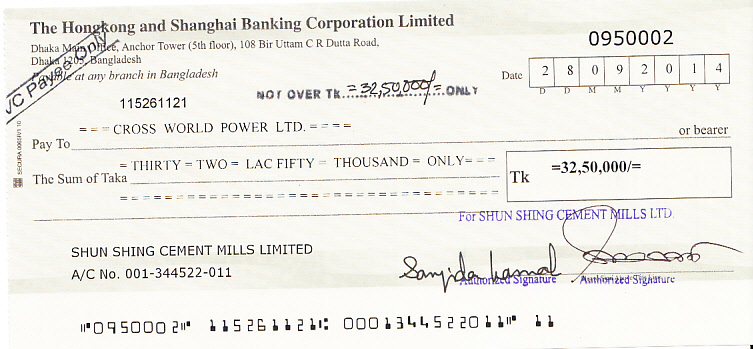 The Hongkong and Shanghai Banking Corporation Limited
Dhaka Main Office, Anchor Tower (5th floor), 108 Bir Uttam C R Dutta Road,
Dhaka 1205, Bangladesh
at any branch in Bangladesh
A/C Payee Only
0950002
Date 2 8 0 9 2 0 1 4
D D M M Y Y Y Y
NOT OVER TK. =32,50,000/= ONLY
115261121
Pay To = = = CROSS WORLD POWER LTD. = = = = or bearer
The Sum of Taka = THIRTY = TWO = LAC FIFTY = THOUSAND = ONLY= = =
Tk =32,50,000/=
For SHUN SHING CEMENT MILLS LTD.
SHUN SHING CEMENT MILLS LIMITED
A/C No. 001-344522-011
Sanjida Kamal
Authorized Signature Authorized Signature
⑈0950002⑈ 115261121⑆ 0001344522011⑈ 11